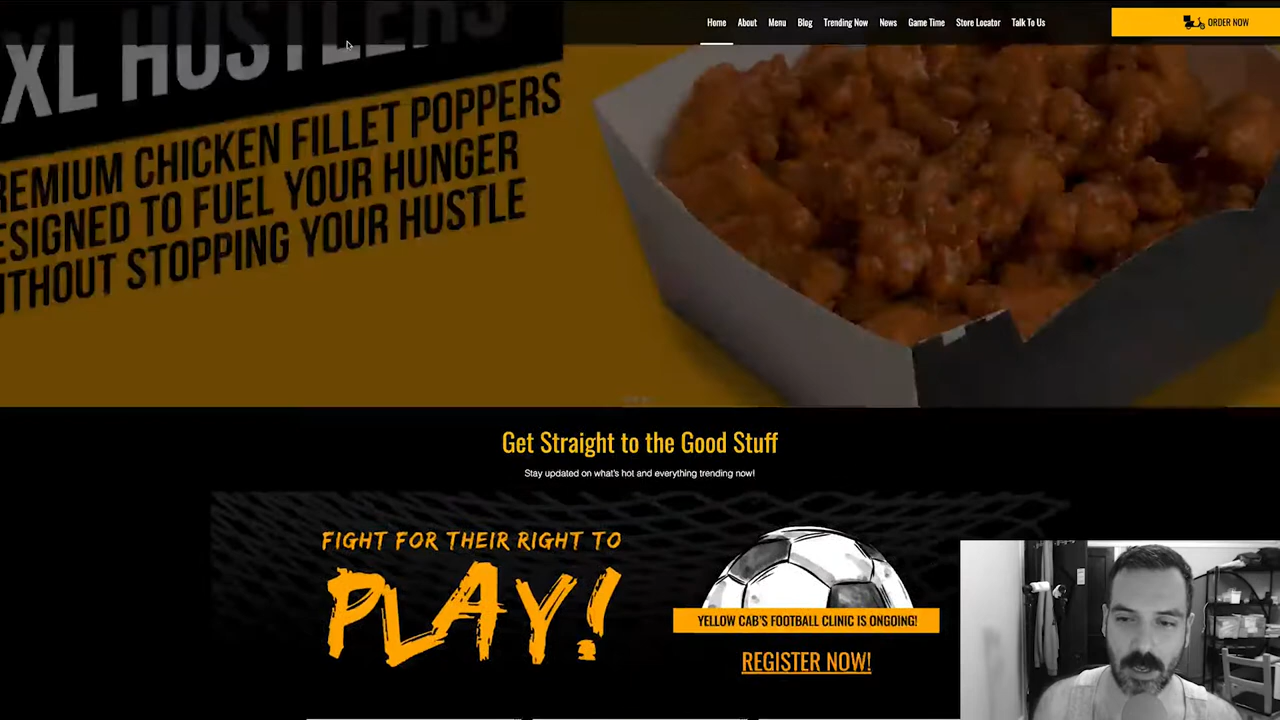 Home About Menu Blog Trending Now News Game Time Store Locator Talk To Us ORDER NOW
XL HUSTLERS
REMIUM CHICKEN FILLET POPPERS
ESIGNED TO FUEL YOUR HUNGER
ITHOUT STOPPING YOUR HUSTLE
Get Straight to the Good Stuff
Stay updated on what's hot and everything trending now!
FIGHT FOR THEIR RIGHT TO
PLAY!
YELLOW CAB'S FOOTBALL CLINIC IS ONGOING!
REGISTER NOW!